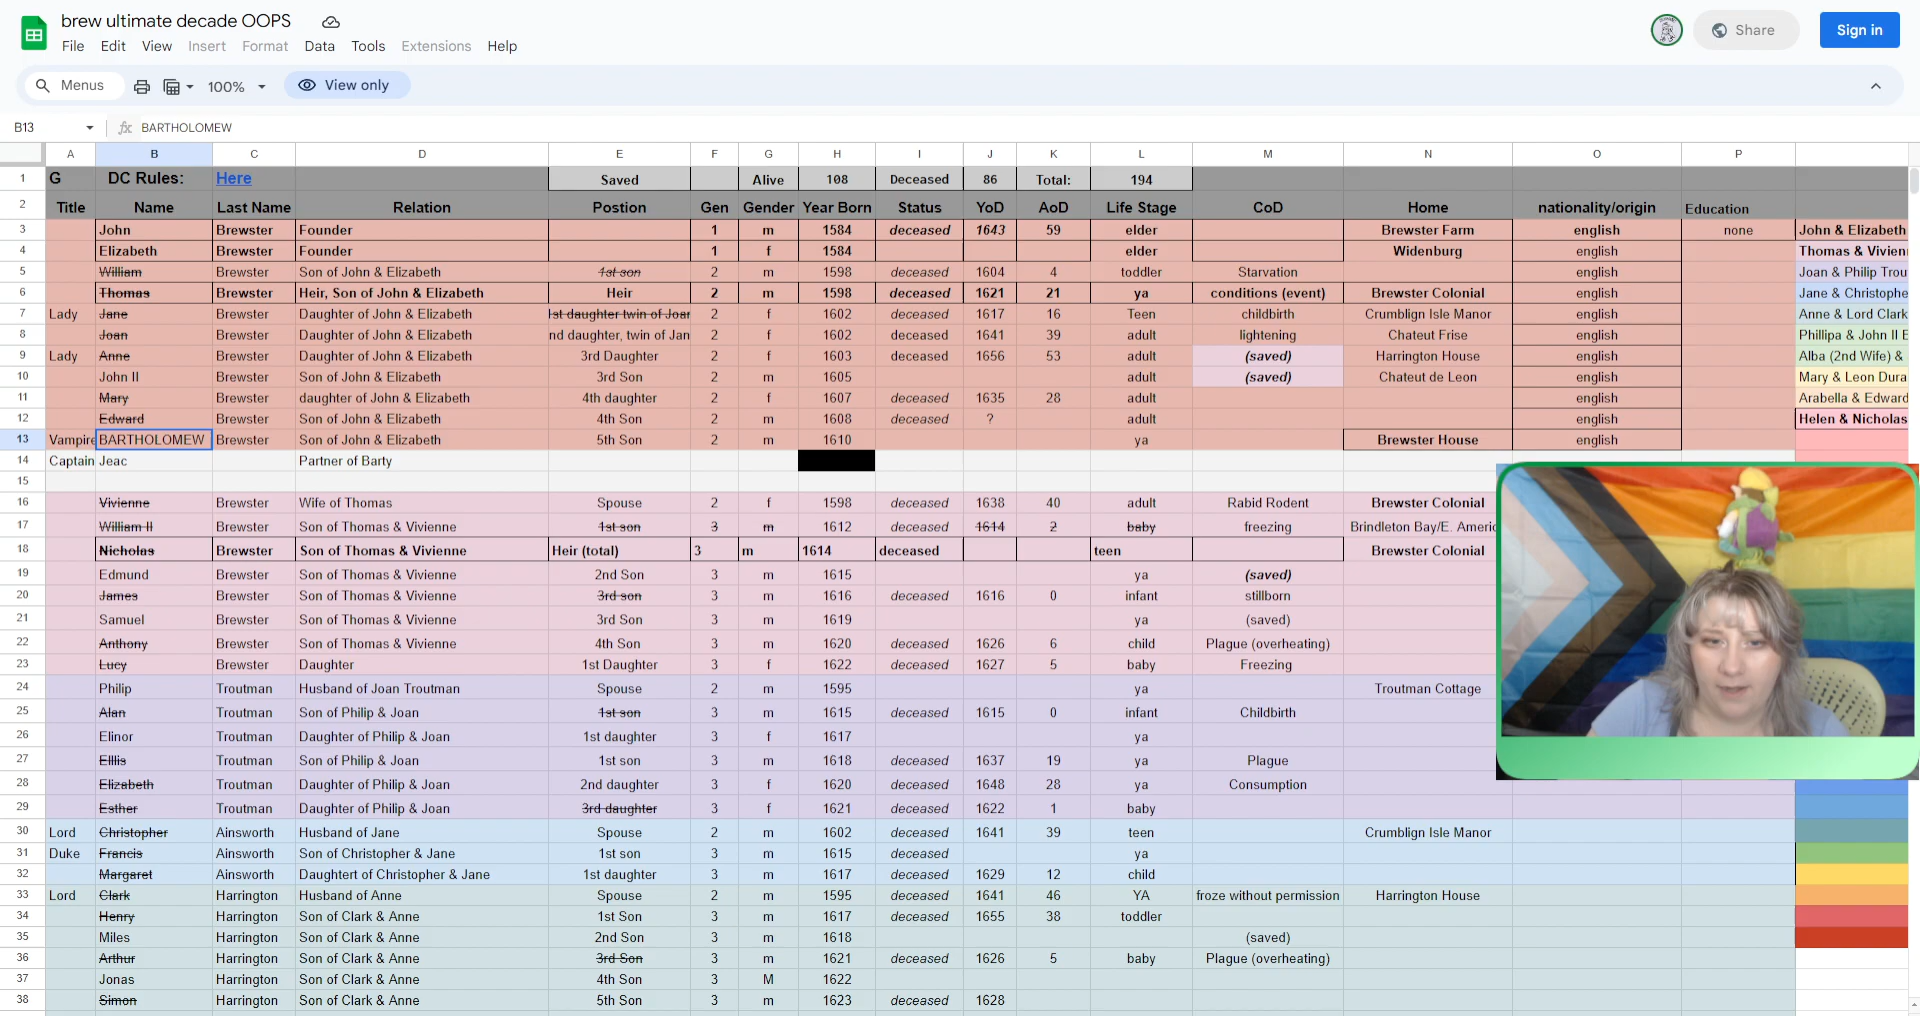 brew ultimate decade OOPS
File Edit View Insert Format Data Tools Extensions Help
Share
Sign in
Menus 100% View only
B13 fx BARTHOLOMEW
A B C D E F G H I J K L M N O P
1 G DC Rules: Here Saved Alive 108 Deceased 86 Total: 194
2 Title Name Last Name Relation Postion Gen Gender Year Born Status YoD AoD Life Stage CoD Home nationality/origin Education
3 John Brewster Founder 1 m 1584 deceased 1643 59 elder Brewster Farm english none John & Elizabeth
4 Elizabeth Brewster Founder 1 f 1584 elder Widenburg english Thomas & Vivien
5 William Brewster Son of John & Elizabeth 1st son 2 m 1598 deceased 1604 4 toddler Starvation english Joan & Philip Trou
6 Thomas Brewster Heir, Son of John & Elizabeth Heir 2 m 1598 deceased 1621 21 ya conditions (event) Brewster Colonial english Jane & Christophe
7 Lady Jane Brewster Daughter of John & Elizabeth 1st daughter twin of Joan 2 f 1602 deceased 1617 16 Teen childbirth Crumblign Isle Manor english Anne & Lord Clark
8 Joan Brewster Daughter of John & Elizabeth nd daughter, twin of Jan 2 f 1602 deceased 1641 39 adult lightening Chateut Frise english Phillipa & John II E
9 Lady Anne Brewster Daughter of John & Elizabeth 3rd Daughter 2 f 1603 deceased 1656 53 adult (saved) Harrington House english Alba (2nd Wife) &
10 John II Brewster Son of John & Elizabeth 3rd Son 2 m 1605 adult (saved) Chateut de Leon english Mary & Leon Dura
11 Mary Brewster daughter of John & Elizabeth 4th daughter 2 f 1607 deceased 1635 28 adult english Arabella & Edward
12 Edward Brewster Son of John & Elizabeth 4th Son 2 m 1608 deceased ? adult english Helen & Nicholas
13 Vampire BARTHOLOMEW Brewster Son of John & Elizabeth 5th Son 2 m 1610 ya Brewster House english
14 Captain Jeac Partner of Barty
15
16 Vivienne Brewster Wife of Thomas Spouse 2 f 1598 deceased 1638 40 adult Rabid Rodent Brewster Colonial
17 William II Brewster Son of Thomas & Vivienne 1st son 3 m 1612 deceased 1614 2 baby freezing Brindleton Bay/E. Americ
18 Nicholas Brewster Son of Thomas & Vivienne Heir (total) 3 m 1614 deceased teen Brewster Colonial
19 Edmund Brewster Son of Thomas & Vivienne 2nd Son 3 m 1615 ya (saved)
20 James Brewster Son of Thomas & Vivienne 3rd son 3 m 1616 deceased 1616 0 infant stillborn
21 Samuel Brewster Son of Thomas & Vivienne 3rd Son 3 m 1619 ya (saved)
22 Anthony Brewster Son of Thomas & Vivienne 4th Son 3 m 1620 deceased 1626 6 child Plague (overheating)
23 Lucy Brewster Daughter 1st Daughter 3 f 1622 deceased 1627 5 baby Freezing
24 Philip Troutman Husband of Joan Troutman Spouse 2 m 1595 ya Troutman Cottage
25 Alan Troutman Son of Philip & Joan 1st son 3 m 1615 deceased 1615 0 infant Childbirth
26 Elinor Troutman Daughter of Philip & Joan 1st daughter 3 f 1617 ya
27 Elllis Troutman Son of Philip & Joan 1st son 3 m 1618 deceased 1637 19 ya Plague
28 Elizabeth Troutman Daughter of Philip & Joan 2nd daughter 3 f 1620 deceased 1648 28 ya Consumption
29 Esther Troutman Daughter of Philip & Joan 3rd daughter 3 f 1621 deceased 1622 1 baby
30 Lord Christopher Ainsworth Husband of Jane Spouse 2 m 1602 deceased 1641 39 teen Crumblign Isle Manor
31 Duke Francis Ainsworth Son of Christopher & Jane 1st son 3 m 1615 deceased ya
32 Margaret Ainsworth Daughtert of Christopher & Jane 1st daughter 3 m 1617 deceased 1629 12 child
33 Lord Clark Harrington Husband of Anne Spouse 2 m 1595 deceased 1641 46 YA froze without permission Harrington House
34 Henry Harrington Son of Clark & Anne 1st Son 3 m 1617 deceased 1655 38 toddler
35 Miles Harrington Son of Clark & Anne 2nd Son 3 m 1618 (saved)
36 Arthur Harrington Son of Clark & Anne 3rd Son 3 m 1621 deceased 1626 5 baby Plague (overheating)
37 Jonas Harrington Son of Clark & Anne 4th Son 3 M 1622
38 Simon Harrington Son of Clark & Anne 5th Son 3 m 1623 deceased 1628